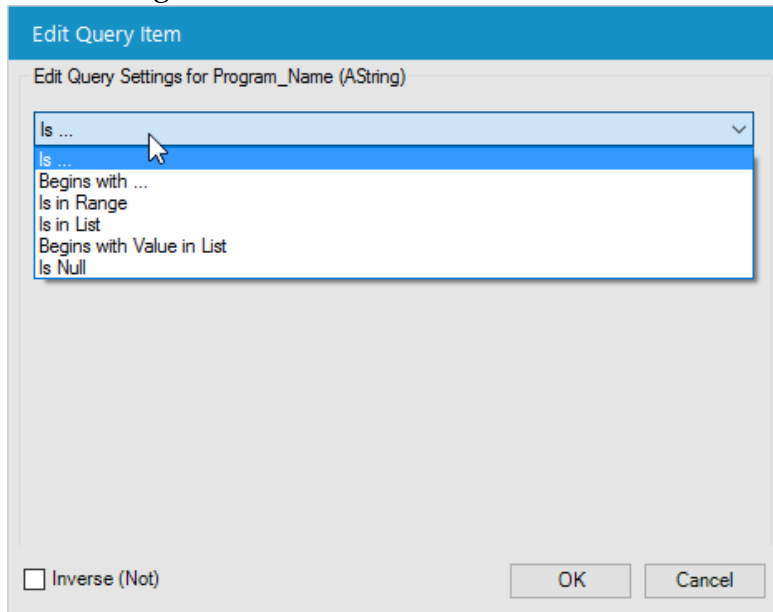 Edit Query Item
Edit Query Settings for Program_Name (AString)
Is ...
Is ...
Begins with ...
Is in Range
Is in List
Begins with Value in List
Is Null
Inverse (Not)
OK
Cancel